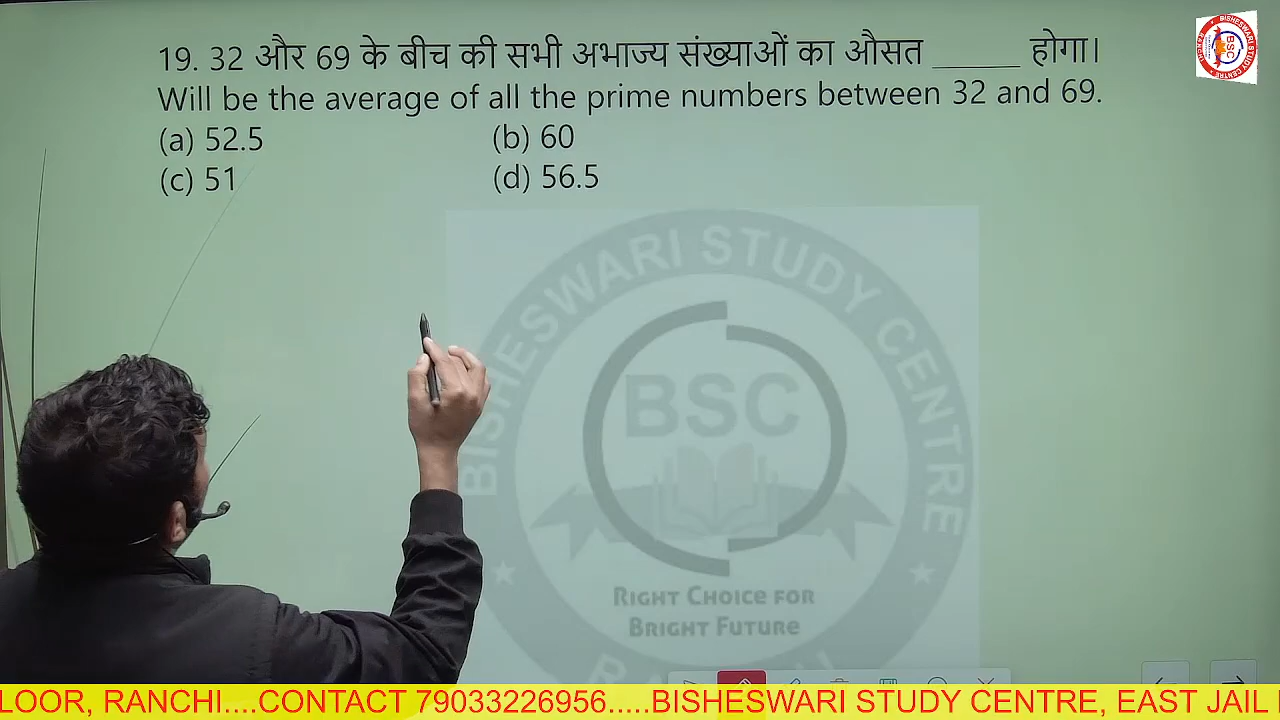 19. 32 और 69 के बीच की सभी अभाज्य संख्याओं का औसत ______ होगा।
Will be the average of all the prime numbers between 32 and 69.
(a) 52.5 (b) 60
(c) 51 (d) 56.5
BISHESWARI STUDY CENTRE
BSC
RIGHT CHOICE FOR
BRIGHT FUTURE
LOOR, RANCHI....CONTACT 79033226956.....BISHESWARI STUDY CENTRE, EAST JAIL